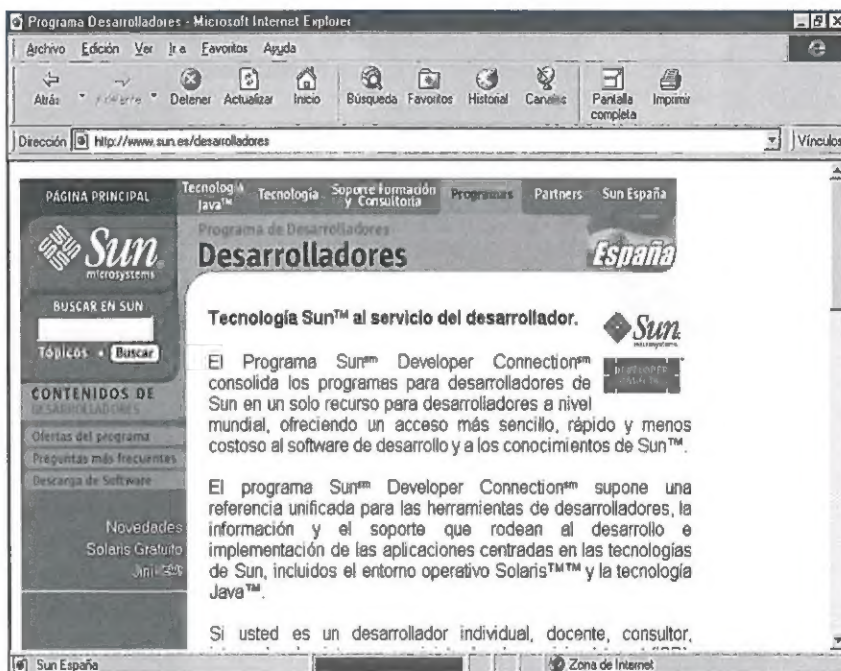 Programa Desarrolladores - Microsoft Internet Explorer
Archivo Edición Ver Ir a Favoritos Ayuda
Atrás Adelante Detener Actualizar Inicio Búsqueda Favoritos Historial Canales Pantalla completa Imprimir
Dirección http://www.sun.es/desarrolladores Vínculos
PÁGINA PRINCIPAL
Tecnología Java™ Tecnología Soporte Formación y Consultoría Programas Partners Sun España
Programa de Desarrolladores
Desarrolladores
España
Sun
microsystems
BUSCAR EN SUN
Tópicos Buscar
CONTENIDOS DE
DESARROLLADORES
Ofertas del programa
Preguntas más frecuentes
Descarga de Software
Novedades
Solaris Gratuito
Jini
Tecnología Sun™ al servicio del desarrollador.
Sun
microsystems
DEVELOPER
El Programa Sun℠ Developer Connection℠
consolida los programas para desarrolladores de
Sun en un solo recurso para desarrolladores a nivel
mundial, ofreciendo un acceso más sencillo, rápido y menos
costoso al software de desarrollo y a los conocimientos de Sun™.
El programa Sun℠ Developer Connection℠ supone una
referencia unificada para las herramientas de desarrolladores, la
información y el soporte que rodean al desarrollo e
implementación de las aplicaciones centradas en las tecnologías
de Sun, incluidos el entorno operativo Solaris™™ y la tecnología
Java™.
Si usted es un desarrollador individual, docente, consultor,
Sun España
Zona de Internet